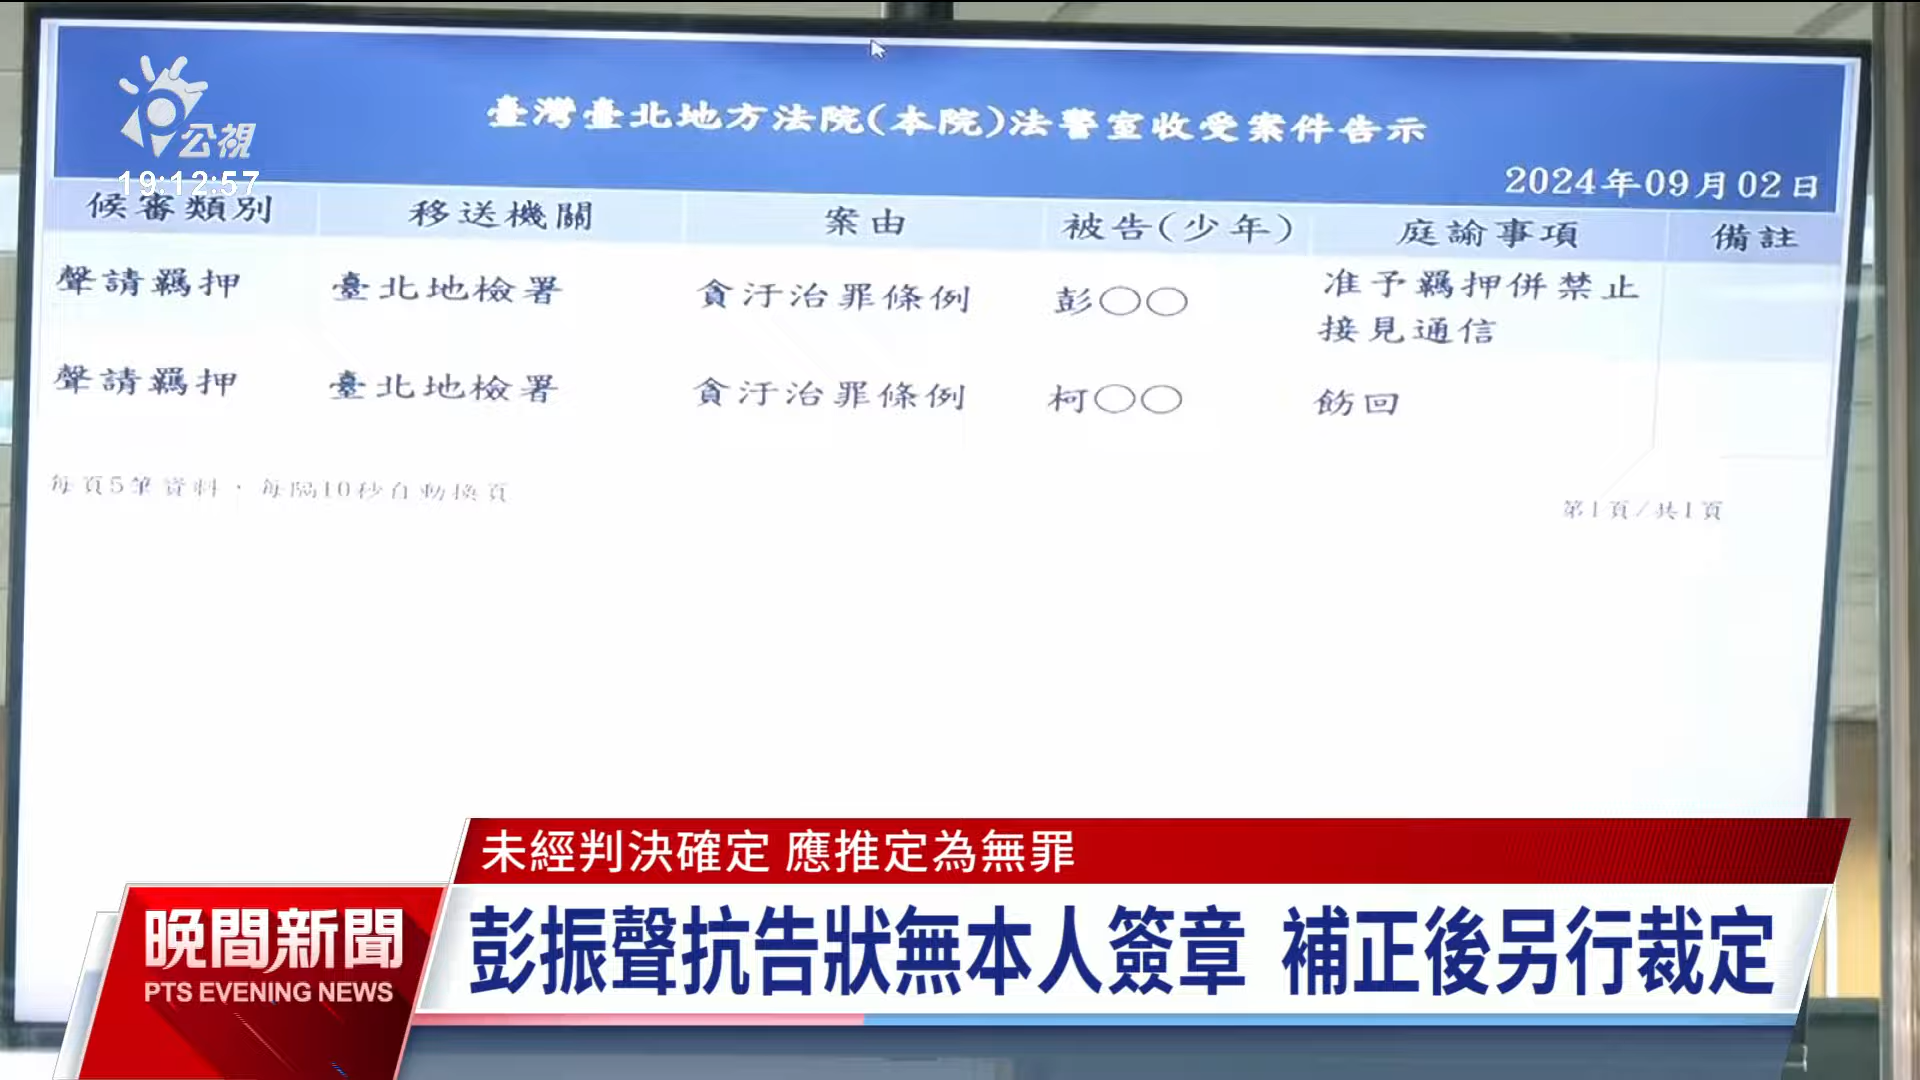 公視
19:12:57
臺灣臺北地方法院(本院)法警室收受案件告示
2024年09月02日
候審類別 移送機關 案由 被告(少年) 庭諭事項 備註
聲請羈押 臺北地檢署 貪汙治罪條例 彭○○ 准予羈押併禁止接見通信
聲請羈押 臺北地檢署 貪汙治罪條例 柯○○ 飭回
每頁5筆資料,每隔10秒自動換頁
第1頁/共1頁
未經判決確定 應推定為無罪
晚間新聞
PTS EVENING NEWS
彭振聲抗告狀無本人簽章 補正後另行裁定